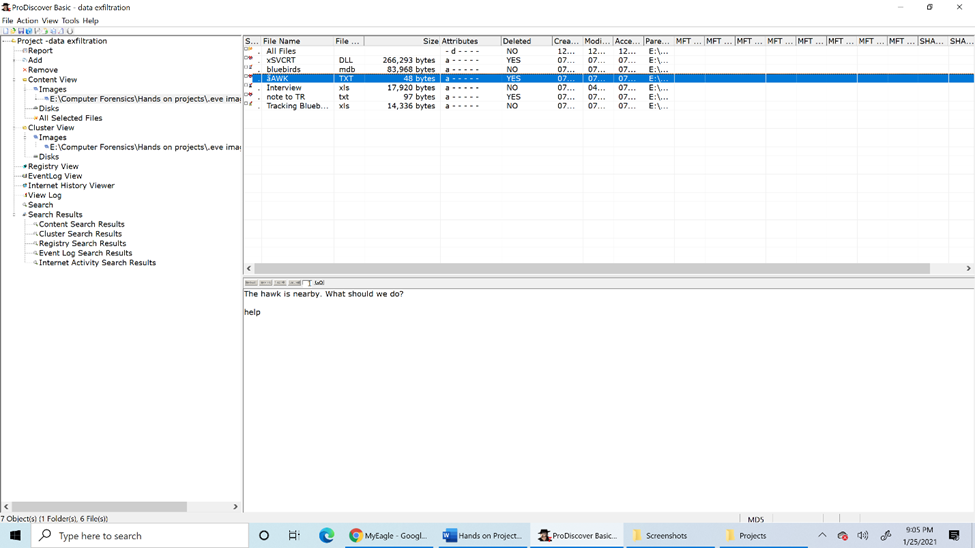 ProDiscover Basic - data exfiltration
File Action View Tools Help
Project -data exfiltration
Report
Add
Remove
Content View
Images
E:\Computer Forensics\Hands on projects\.eve imag
Disks
All Selected Files
Cluster View
Images
E:\Computer Forensics\Hands on projects\.eve imag
Disks
Registry View
EventLog View
Internet History Viewer
View Log
Search
Search Results
Content Search Results
Cluster Search Results
Registry Search Results
Event Log Search Results
Internet Activity Search Results
S... File Name File ... Size Attributes Deleted Crea... Modi... Acce... Pare... MFT ... MFT ... MFT ... MFT ... MFT ... MFT ... MFT ... MFT ... SHA... SHA
All Files - d - - - - NO 12... 12... 12... E:\...
xSVCRT DLL 266,293 bytes a - - - - - YES 07... 07... 07... E:\...
bluebirds mdb 83,968 bytes a - - - - - NO 07... 07... 07... E:\...
åAWK TXT 48 bytes a - - - - - YES 07... 07... 07... E:\...
Interview xls 17,920 bytes a - - - - - NO 07... 04... 07... E:\...
note to TR txt 97 bytes a - - - - - YES 07... 07... 07... E:\...
Tracking Blueb... xls 14,336 bytes a - - - - - NO 07... 07... 07... E:\...
The hawk is nearby. What should we do?
help
7 Object(s) (1 Folder(s), 6 File(s))
MD5
Type here to search
MyEagle - Googl...
Hands on Project...
ProDiscover Basic...
Screenshots
Projects
9:05 PM
1/25/2021